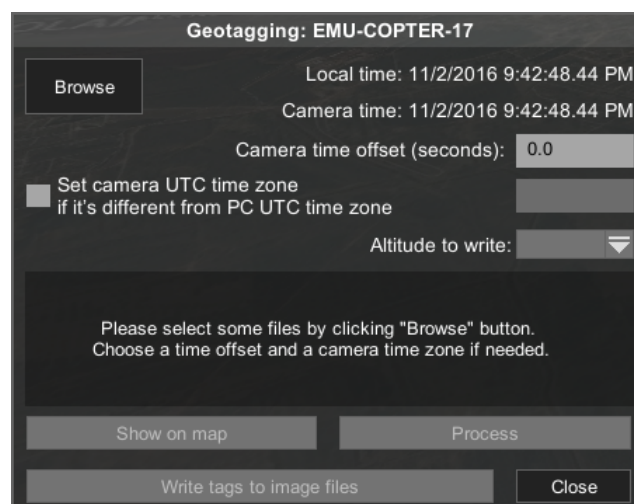 Geotagging: EMU-COPTER-17
Browse
Local time: 11/2/2016 9:42:48.44 PM
Camera time: 11/2/2016 9:42:48.44 PM
Camera time offset (seconds): 0.0
Set camera UTC time zone
if it's different from PC UTC time zone
Altitude to write:
Please select some files by clicking "Browse" button.
Choose a time offset and a camera time zone if needed.
Show on map
Process
Write tags to image files
Close